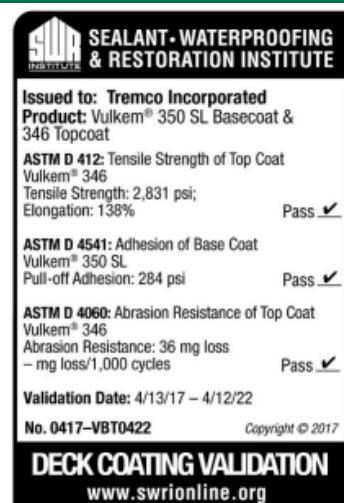 SWR
INSTITUTE
SEALANT • WATERPROOFING
& RESTORATION INSTITUTE
Issued to: Tremco Incorporated
Product: Vulkem® 350 SL Basecoat &
346 Topcoat
ASTM D 412: Tensile Strength of Top Coat
Vulkem® 346
Tensile Strength: 2,831 psi;
Elongation: 138% Pass ✔
ASTM D 4541: Adhesion of Base Coat
Vulkem® 350 SL
Pull-off Adhesion: 284 psi Pass ✔
ASTM D 4060: Abrasion Resistance of Top Coat
Vulkem® 346
Abrasion Resistance: 36 mg loss
– mg loss/1,000 cycles Pass ✔
Validation Date: 4/13/17 – 4/12/22
No. 0417–VBT0422 Copyright © 2017
DECK COATING VALIDATION
www.swrionline.org